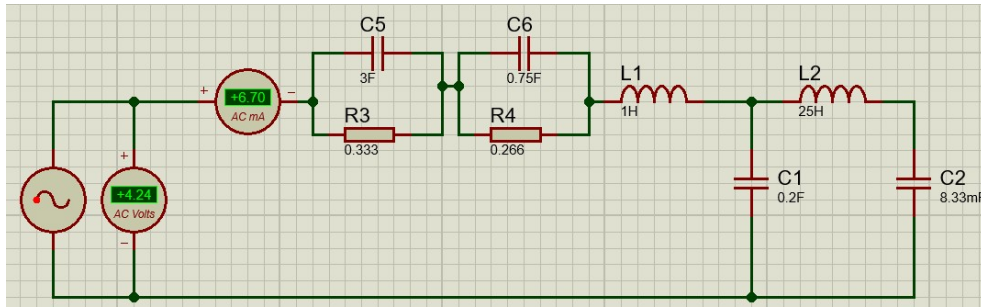 C5
3F
R3
0.333
C6
0.75F
R4
0.266
L1
1H
L2
25H
+
+6.70
−
AC mA
+
+4.24
AC Volts
−
C1
0.2F
C2
8.33mF